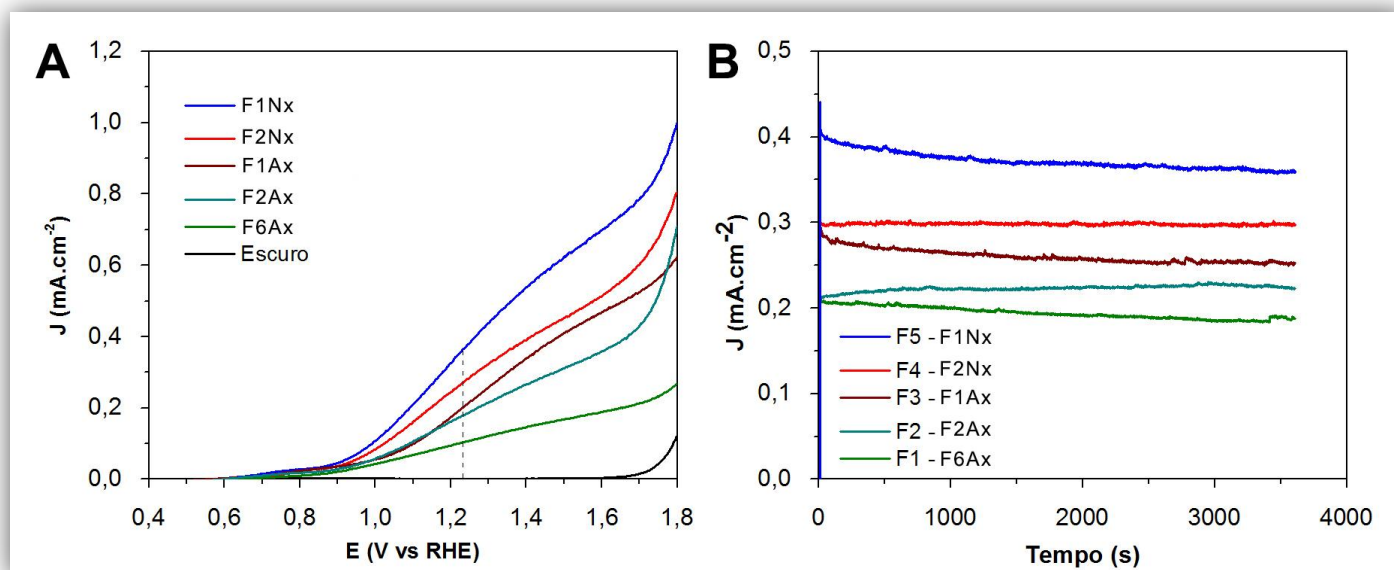 A
1,2
1,0
0,8
0,6
0,4
0,2
0,0
J (mA.cm-2)
F1Nx
F2Nx
F1Ax
F2Ax
F6Ax
Escuro
0,4 0,6 0,8 1,0 1,2 1,4 1,6 1,8
E (V vs RHE)
B
0,5
0,4
0,3
0,2
0,1
0,0
J (mA.cm-2)
F5 - F1Nx
F4 - F2Nx
F3 - F1Ax
F2 - F2Ax
F1 - F6Ax
0 1000 2000 3000 4000
Tempo (s)